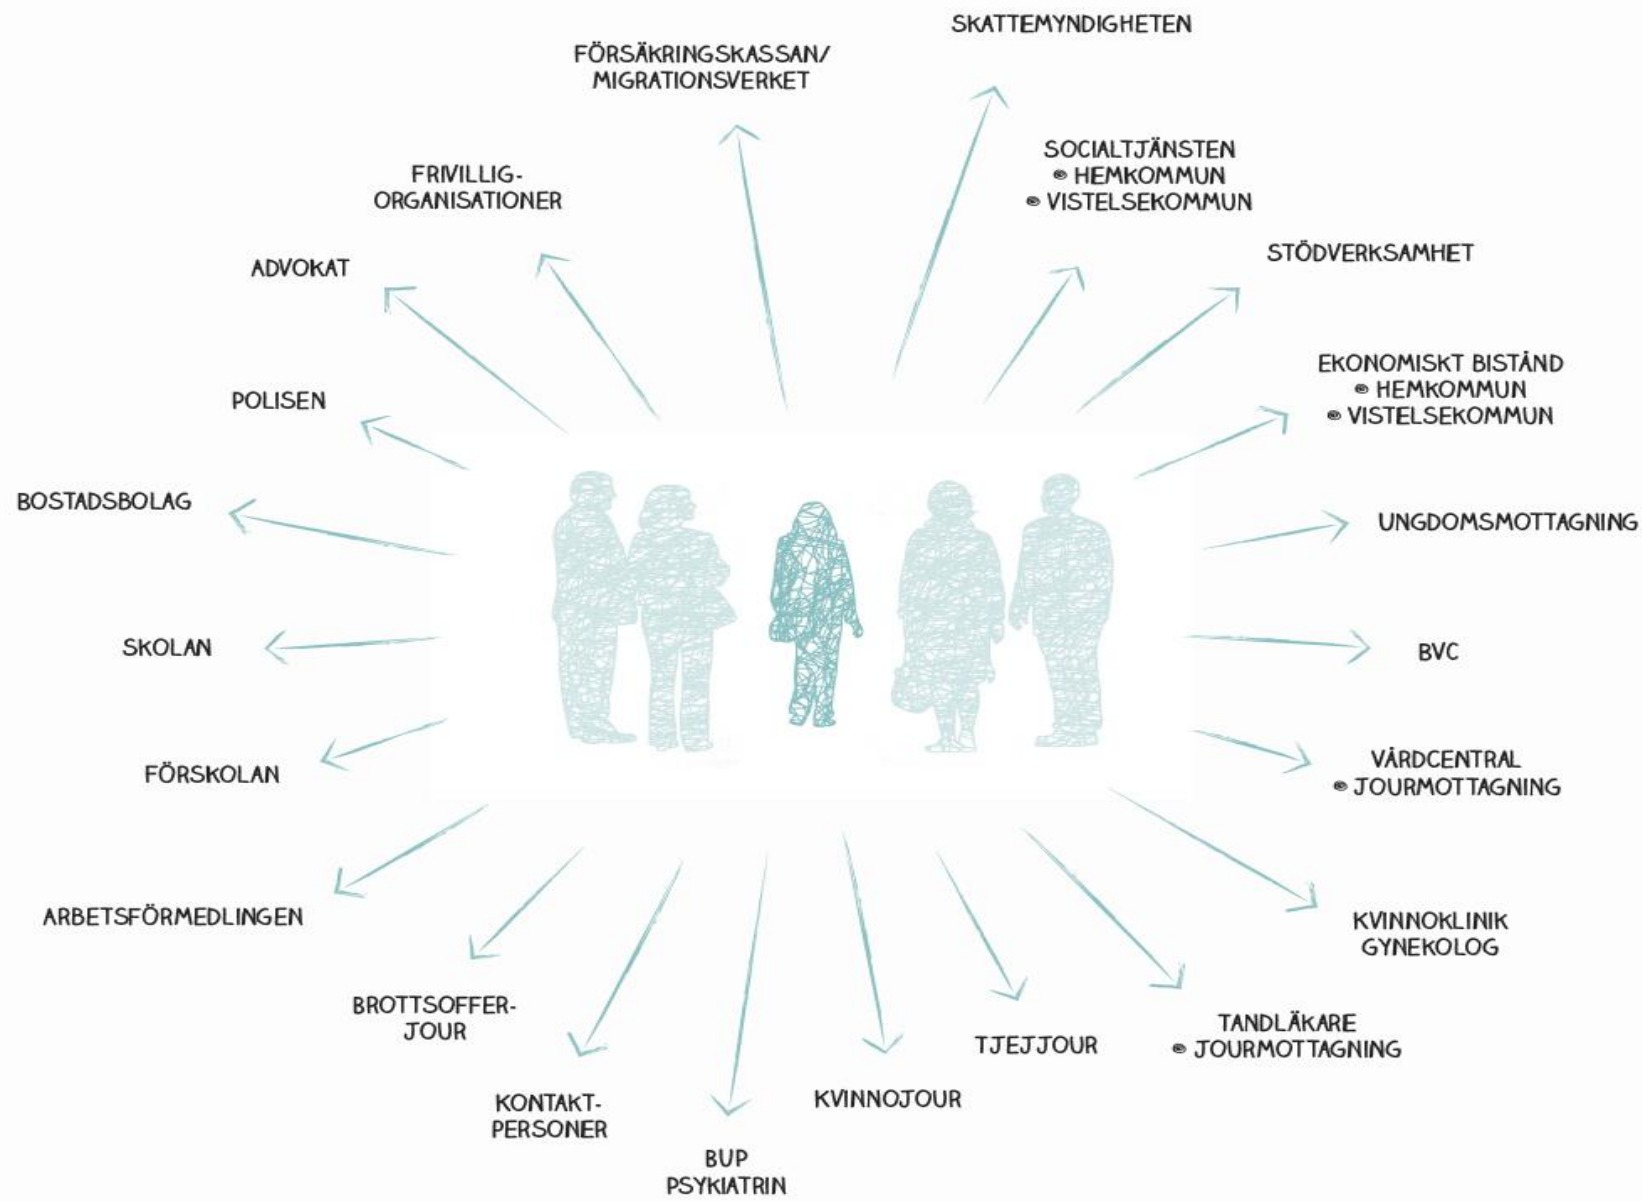 SKATTEMYNDIGHETEN
FÖRSÄKRINGSKASSAN/
MIGRATIONSVERKET
SOCIALTJÄNSTEN
HEMKOMMUN
VISTELSEKOMMUN
FRIVILLIG-
ORGANISATIONER
STÖDVERKSAMHET
ADVOKAT
EKONOMISKT BISTÅND
HEMKOMMUN
VISTELSEKOMMUN
POLISEN
BOSTADSBOLAG
UNGDOMSMOTTAGNING
SKOLAN
BVC
FÖRSKOLAN
VÅRDCENTRAL
JOURMOTTAGNING
ARBETSFÖRMEDLINGEN
KVINNOKLINIK
GYNEKOLOG
BROTTSOFFER-
JOUR
TANDLÄKARE
JOURMOTTAGNING
TJEJJOUR
KVINNOJOUR
KONTAKT-
PERSONER
BUP
PSYKIATRIN